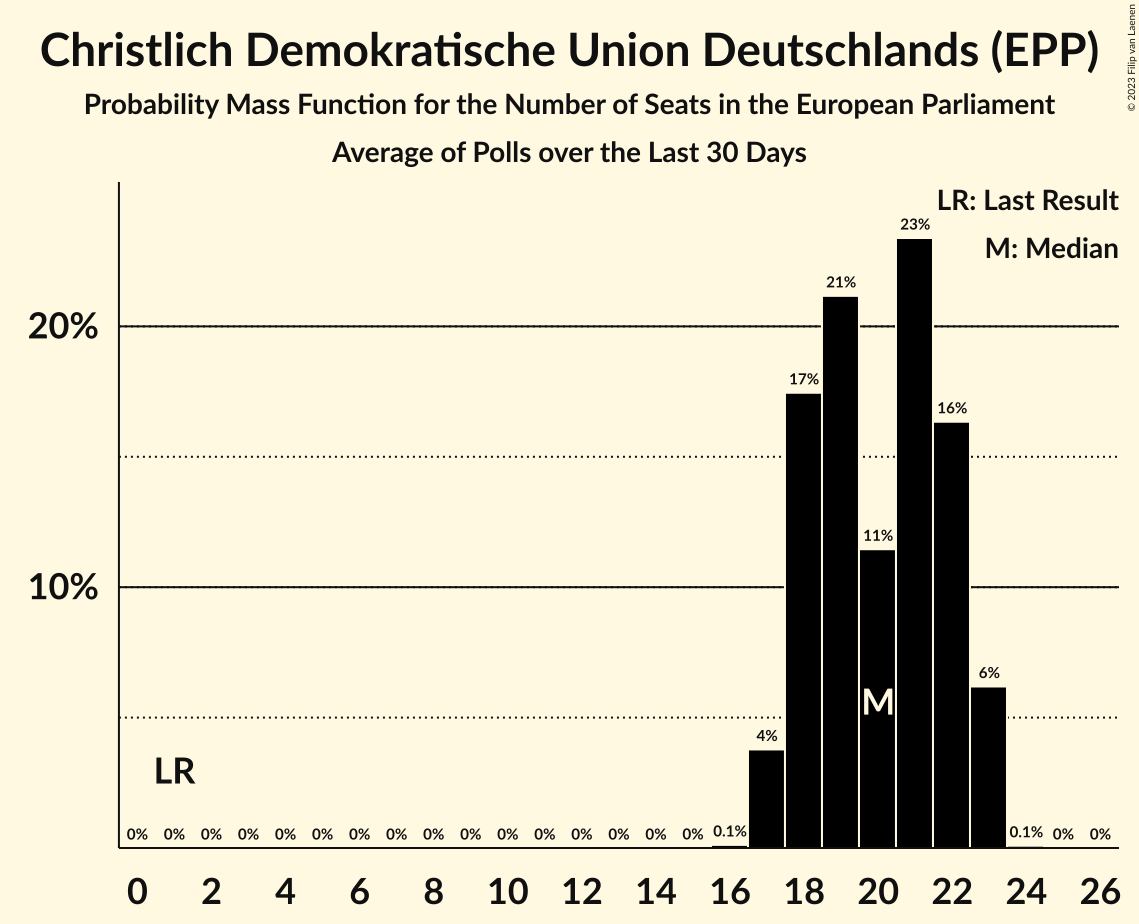 Christlich Demokratische Union Deutschlands (EPP)
Probability Mass Function for the Number of Seats in the European Parliament
Average of Polls over the Last 30 Days
© 2023 Filip van Laenen
LR: Last Result
M: Median
20%
10%
LR
M
0% 0% 0% 0% 0% 0% 0% 0% 0% 0% 0% 0% 0% 0% 0% 0% 0.1% 4% 17% 21% 11% 23% 16% 6% 0.1% 0% 0%
0 2 4 6 8 10 12 14 16 18 20 22 24 26